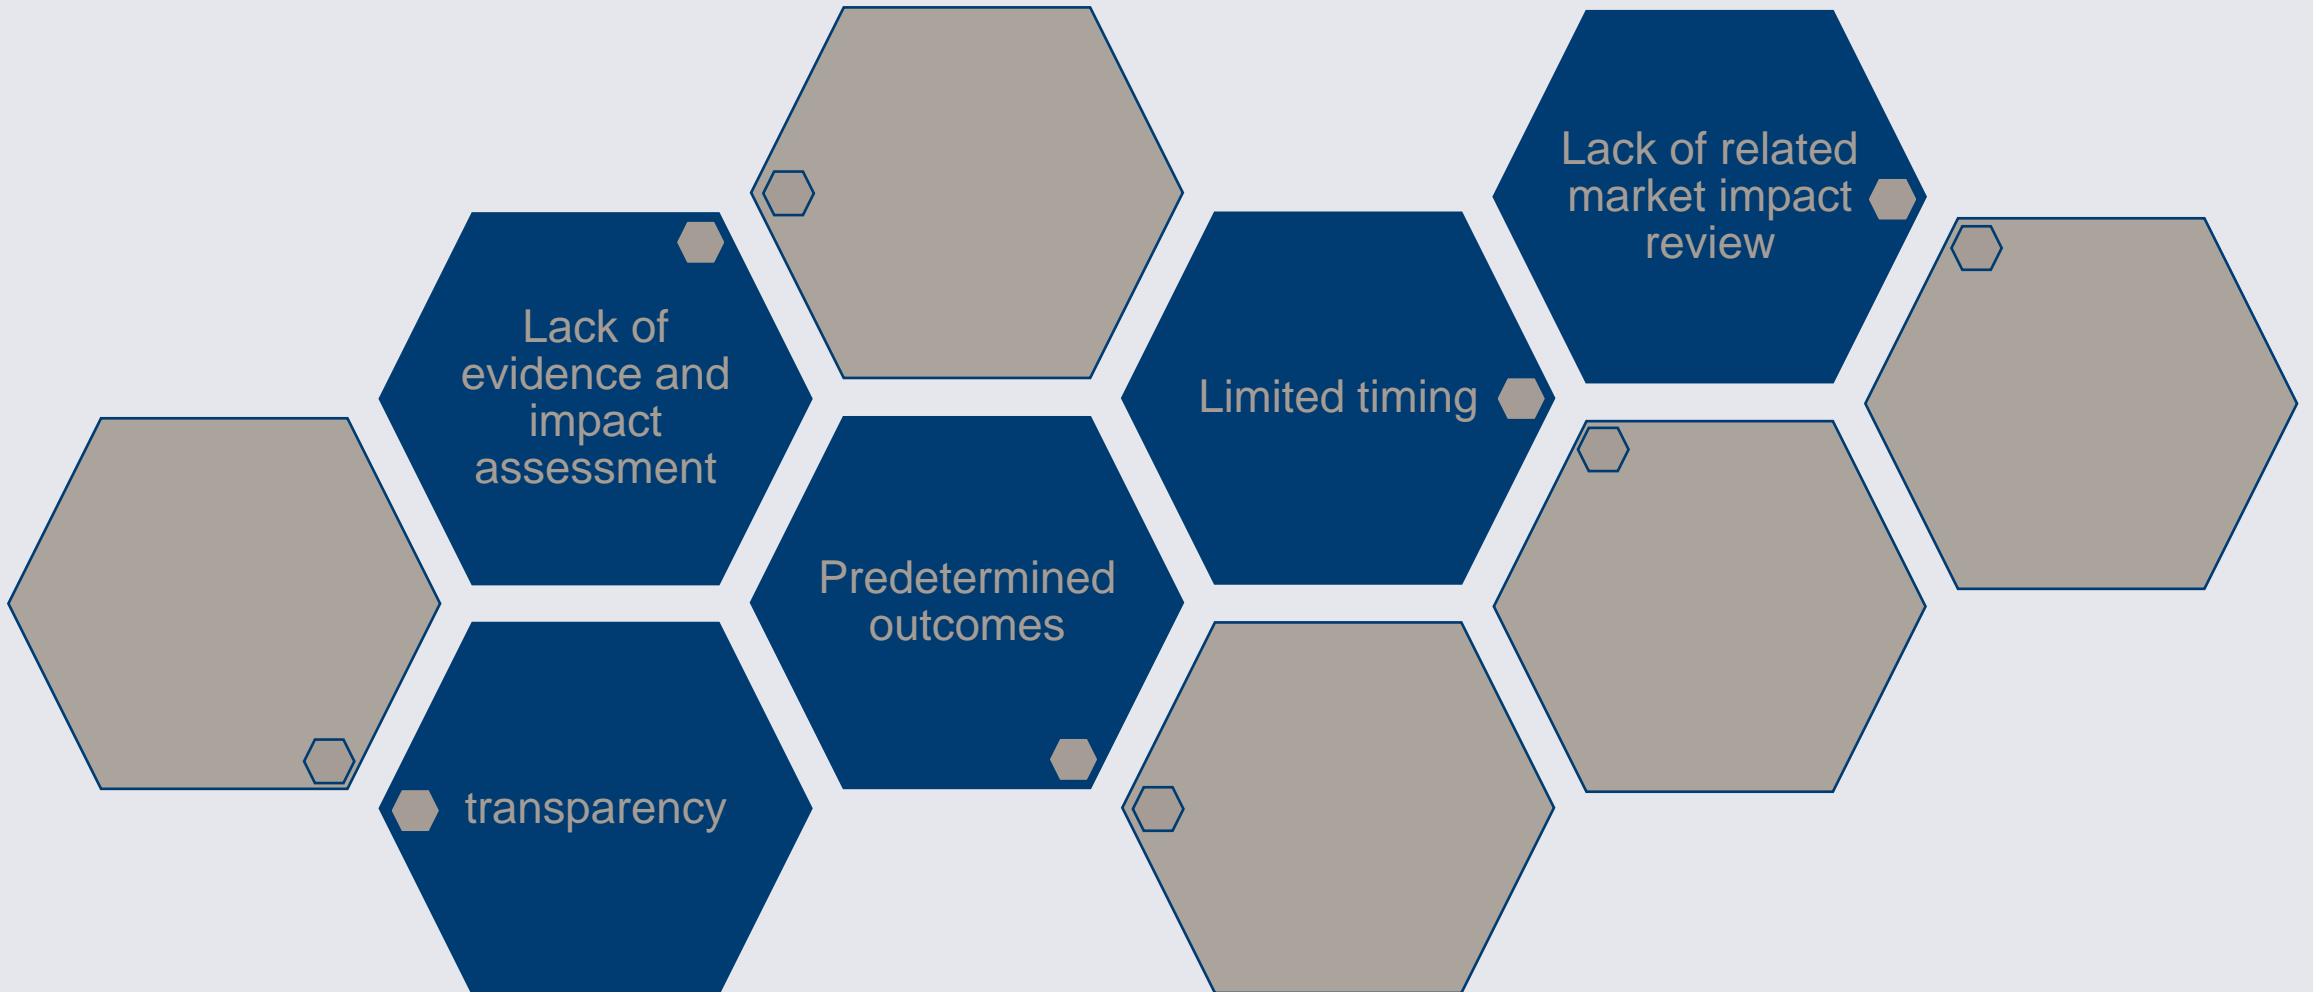 Lack of
evidence and
impact
assessment
transparency
Predetermined
outcomes
Limited timing
Lack of related
market impact
review